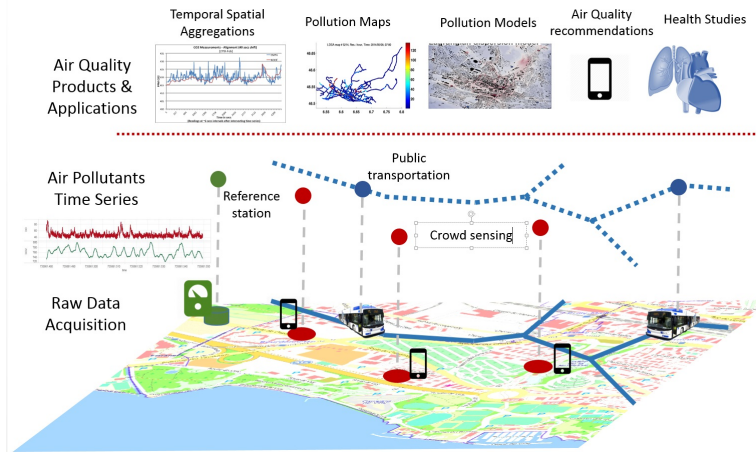 Temporal Spatial
Aggregations
Pollution Maps
Pollution Models
Air Quality
recommendations
Health Studies
Air Quality
Products &
Applications
Air Pollutants
Time Series
Reference
station
Public
transportation
Crowd sensing
Raw Data
Acquisition